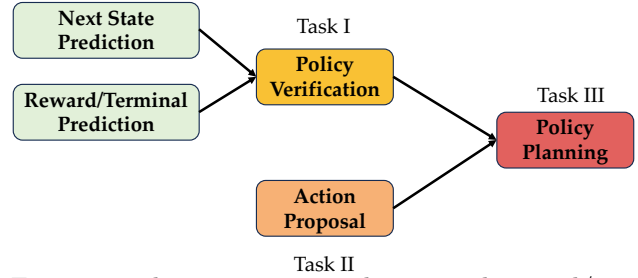 Next State
Prediction
Task I
Policy
Verification
Reward/Terminal
Prediction
Task III
Policy
Planning
Action
Proposal
Task II